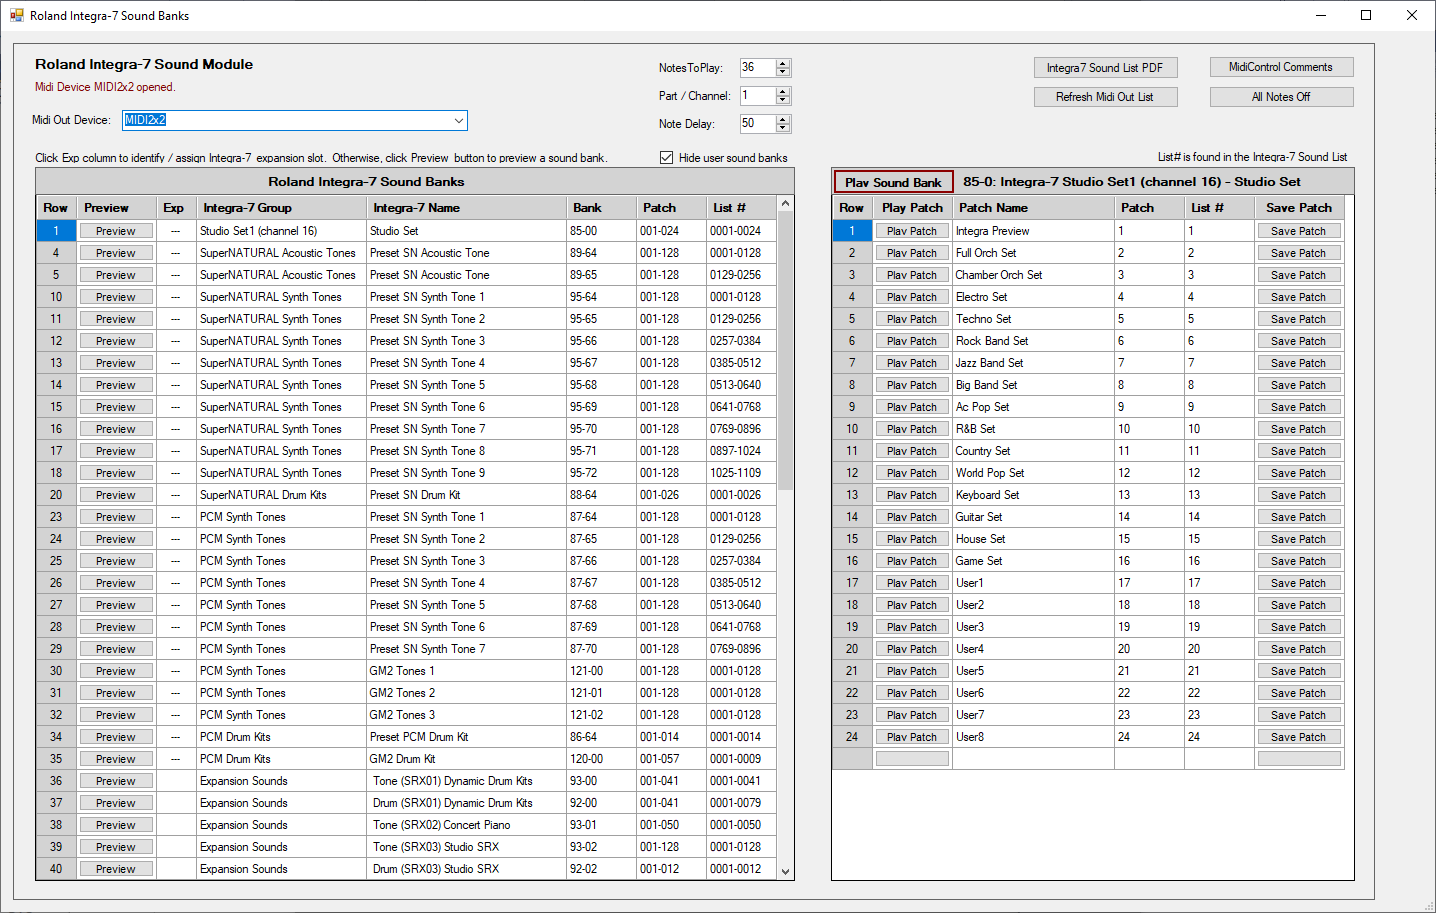 Roland Integra-7 Sound Banks
Roland Integra-7 Sound Module
Midi Device MIDI2x2 opened.
Midi Out Device: MIDI2x2
NotesToPlay: 36
Part / Channel: 1
Note Delay: 50
Integra7 Sound List PDF MidiControl Comments
Refresh Midi Out List All Notes Off
Click Exp column to identify / assign Integra-7 expansion slot. Otherwise, click Preview button to preview a sound bank.
Hide user sound banks
List# is found in the Integra-7 Sound List
Roland Integra-7 Sound Banks
Row Preview Exp Integra-7 Group Integra-7 Name Bank Patch List #
1 Preview --- Studio Set1 (channel 16) Studio Set 85-00 001-024 0001-0024
4 Preview --- SuperNATURAL Acoustic Tones Preset SN Acoustic Tone 89-64 001-128 0001-0128
5 Preview --- SuperNATURAL Acoustic Tones Preset SN Acoustic Tone 89-65 001-128 0129-0256
10 Preview --- SuperNATURAL Synth Tones Preset SN Synth Tone 1 95-64 001-128 0001-0128
11 Preview --- SuperNATURAL Synth Tones Preset SN Synth Tone 2 95-65 001-128 0129-0256
12 Preview --- SuperNATURAL Synth Tones Preset SN Synth Tone 3 95-66 001-128 0257-0384
13 Preview --- SuperNATURAL Synth Tones Preset SN Synth Tone 4 95-67 001-128 0385-0512
14 Preview --- SuperNATURAL Synth Tones Preset SN Synth Tone 5 95-68 001-128 0513-0640
15 Preview --- SuperNATURAL Synth Tones Preset SN Synth Tone 6 95-69 001-128 0641-0768
16 Preview --- SuperNATURAL Synth Tones Preset SN Synth Tone 7 95-70 001-128 0769-0896
17 Preview --- SuperNATURAL Synth Tones Preset SN Synth Tone 8 95-71 001-128 0897-1024
18 Preview --- SuperNATURAL Synth Tones Preset SN Synth Tone 9 95-72 001-128 1025-1109
20 Preview --- SuperNATURAL Drum Kits Preset SN Drum Kit 88-64 001-026 0001-0026
23 Preview --- PCM Synth Tones Preset SN Synth Tone 1 87-64 001-128 0001-0128
24 Preview --- PCM Synth Tones Preset SN Synth Tone 2 87-65 001-128 0129-0256
25 Preview --- PCM Synth Tones Preset SN Synth Tone 3 87-66 001-128 0257-0384
26 Preview --- PCM Synth Tones Preset SN Synth Tone 4 87-67 001-128 0385-0512
27 Preview --- PCM Synth Tones Preset SN Synth Tone 5 87-68 001-128 0513-0640
28 Preview --- PCM Synth Tones Preset SN Synth Tone 6 87-69 001-128 0641-0768
29 Preview --- PCM Synth Tones Preset SN Synth Tone 7 87-70 001-128 0769-0896
30 Preview --- PCM Synth Tones GM2 Tones 1 121-00 001-128 0001-0128
31 Preview --- PCM Synth Tones GM2 Tones 2 121-01 001-128 0001-0128
32 Preview --- PCM Synth Tones GM2 Tones 3 121-02 001-128 0001-0128
34 Preview --- PCM Drum Kits Preset PCM Drum Kit 86-64 001-014 0001-0014
35 Preview --- PCM Drum Kits GM2 Drum Kit 120-00 001-057 0001-0009
36 Preview Expansion Sounds Tone (SRX01) Dynamic Drum Kits 93-00 001-041 0001-0041
37 Preview Expansion Sounds Drum (SRX01) Dynamic Drum Kits 92-00 001-041 0001-0079
38 Preview Expansion Sounds Tone (SRX02) Concert Piano 93-01 001-050 0001-0050
39 Preview Expansion Sounds Tone (SRX03) Studio SRX 93-02 001-128 0001-0128
40 Preview Expansion Sounds Drum (SRX03) Studio SRX 92-02 001-012 0001-0012
Play Sound Bank 85-0: Integra-7 Studio Set1 (channel 16) - Studio Set
Row Play Patch Patch Name Patch List # Save Patch
1 Play Patch Integra Preview 1 1 Save Patch
2 Play Patch Full Orch Set 2 2 Save Patch
3 Play Patch Chamber Orch Set 3 3 Save Patch
4 Play Patch Electro Set 4 4 Save Patch
5 Play Patch Techno Set 5 5 Save Patch
6 Play Patch Rock Band Set 6 6 Save Patch
7 Play Patch Jazz Band Set 7 7 Save Patch
8 Play Patch Big Band Set 8 8 Save Patch
9 Play Patch Ac Pop Set 9 9 Save Patch
10 Play Patch R&B Set 10 10 Save Patch
11 Play Patch Country Set 11 11 Save Patch
12 Play Patch World Pop Set 12 12 Save Patch
13 Play Patch Keyboard Set 13 13 Save Patch
14 Play Patch Guitar Set 14 14 Save Patch
15 Play Patch House Set 15 15 Save Patch
16 Play Patch Game Set 16 16 Save Patch
17 Play Patch User1 17 17 Save Patch
18 Play Patch User2 18 18 Save Patch
19 Play Patch User3 19 19 Save Patch
20 Play Patch User4 20 20 Save Patch
21 Play Patch User5 21 21 Save Patch
22 Play Patch User6 22 22 Save Patch
23 Play Patch User7 23 23 Save Patch
24 Play Patch User8 24 24 Save Patch